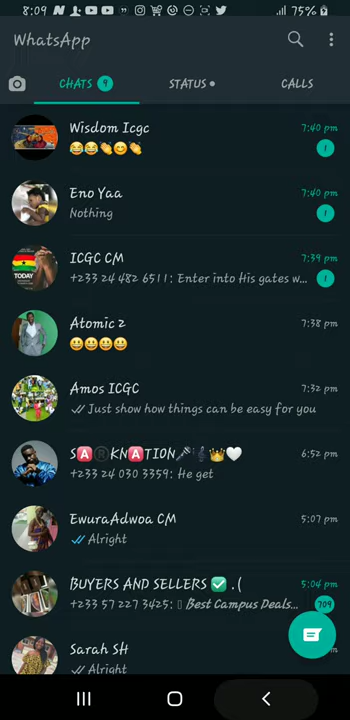 8:09 75%
WhatsApp
CHATS 9 STATUS CALLS
Wisdom Icgc 7:40 pm
😂😂👏😊👏 1
Eno Yaa 7:40 pm
Nothing 1
ICGC CM 7:39 pm
+233 24 482 6511: Enter into His gates w... 1
Atomic 2 7:38 pm
😃😃😃😃
Amos ICGC 7:32 pm
Just show how things can be easy for you
S🅰️®️KN🅰️TION🎤🎼👑🤍 6:52 pm
+233 24 030 3359: He get
EwuraAdwoa CM 5:07 pm
Alright
BUYERS AND SELLERS ✅ .( 5:04 pm
+233 57 227 3425: Best Campus Deals... 709
Sarah SH
Alright